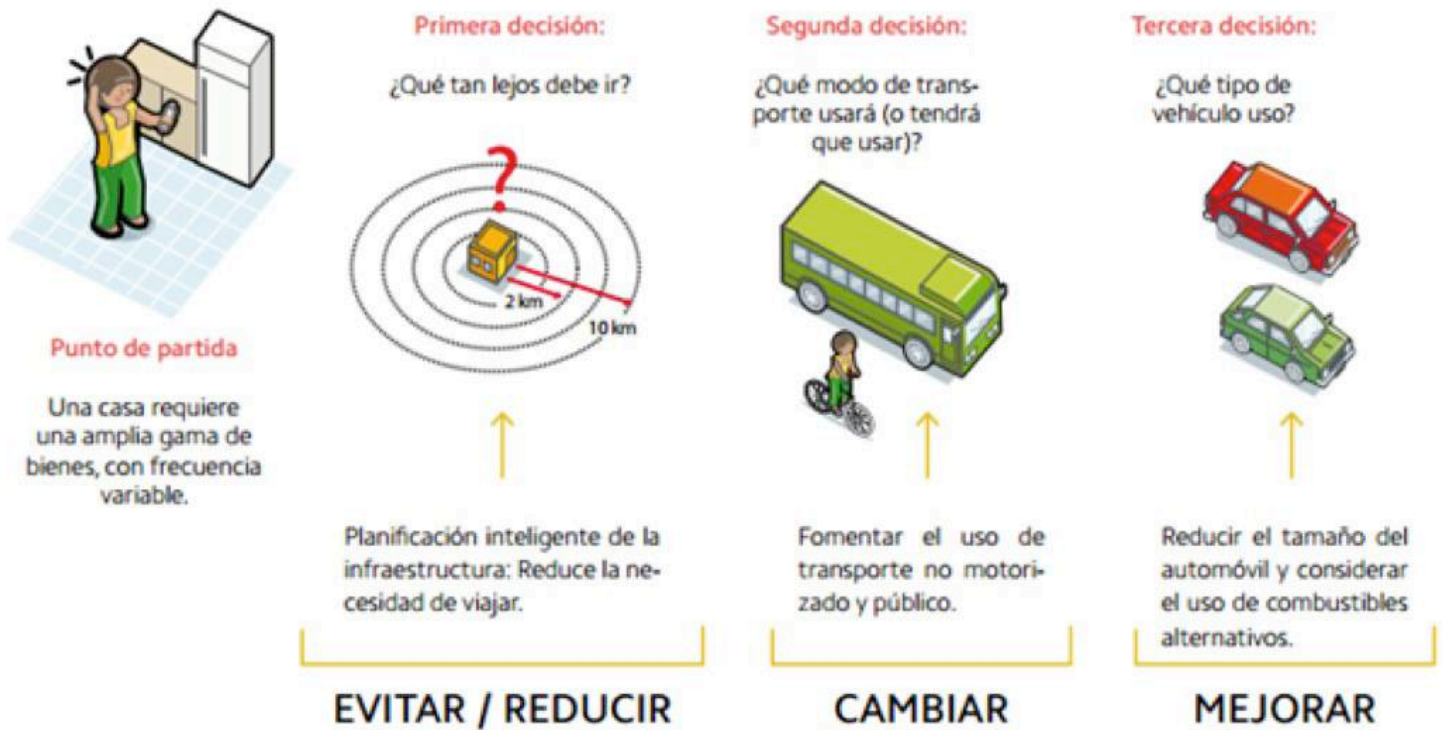 Punto de partida
Una casa requiere
una amplia gama de
bienes, con frecuencia
variable.
Primera decisión:
¿Qué tan lejos debe ir?
?
2 km
10 km
Planificación inteligente de la
infraestructura: Reduce la ne-
cesidad de viajar.
EVITAR / REDUCIR
Segunda decisión:
¿Qué modo de trans-
porte usará (o tendrá
que usar)?
Fomentar el uso de
transporte no motori-
zado y público.
CAMBIAR
Tercera decisión:
¿Qué tipo de
vehículo uso?
Reducir el tamaño del
automóvil y considerar
el uso de combustibles
alternativos.
MEJORAR